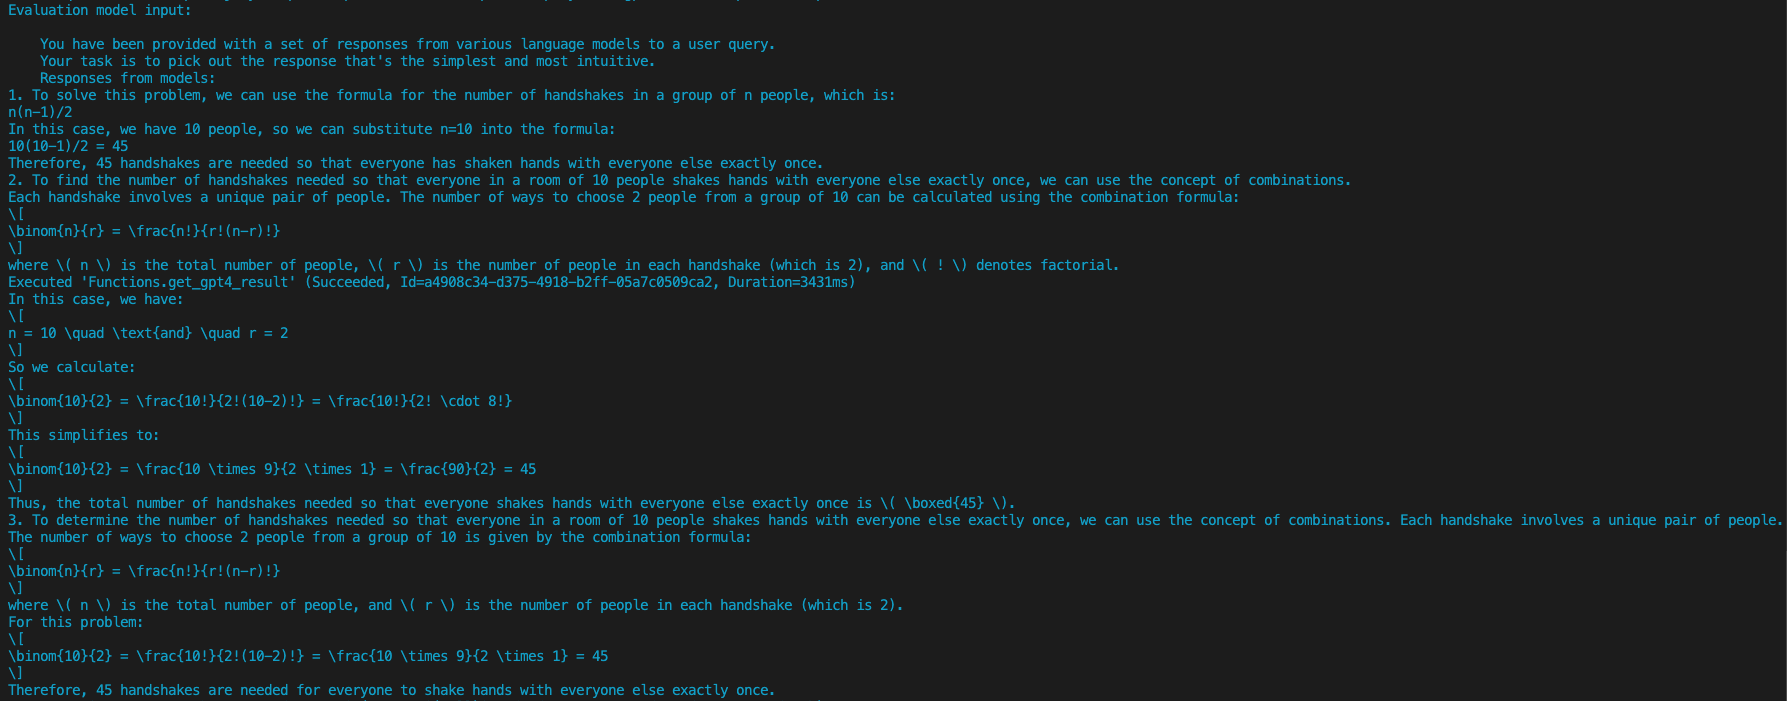 Evaluation model input:
You have been provided with a set of responses from various language models to a user query.
Your task is to pick out the response that's the simplest and most intuitive.
Responses from models:
1. To solve this problem, we can use the formula for the number of handshakes in a group of n people, which is:
n(n-1)/2
In this case, we have 10 people, so we can substitute n=10 into the formula:
10(10-1)/2 = 45
Therefore, 45 handshakes are needed so that everyone has shaken hands with everyone else exactly once.
2. To find the number of handshakes needed so that everyone in a room of 10 people shakes hands with everyone else exactly once, we can use the concept of combinations.
Each handshake involves a unique pair of people. The number of ways to choose 2 people from a group of 10 can be calculated using the combination formula:
\[
\binom{n}{r} = \frac{n!}{r!(n-r)!}
\]
where \( n \) is the total number of people, \( r \) is the number of people in each handshake (which is 2), and \( ! \) denotes factorial.
Executed 'Functions.get_gpt4_result' (Succeeded, Id=a4908c34-d375-4918-b2ff-05a7c0509ca2, Duration=3431ms)
In this case, we have:
\[
n = 10 \quad \text{and} \quad r = 2
\]
So we calculate:
\[
\binom{10}{2} = \frac{10!}{2!(10-2)!} = \frac{10!}{2! \cdot 8!}
\]
This simplifies to:
\[
\binom{10}{2} = \frac{10 \times 9}{2 \times 1} = \frac{90}{2} = 45
\]
Thus, the total number of handshakes needed so that everyone shakes hands with everyone else exactly once is \( \boxed{45} \).
3. To determine the number of handshakes needed so that everyone in a room of 10 people shakes hands with everyone else exactly once, we can use the concept of combinations. Each handshake involves a unique pair of people.
The number of ways to choose 2 people from a group of 10 is given by the combination formula:
\[
\binom{n}{r} = \frac{n!}{r!(n-r)!}
\]
where \( n \) is the total number of people, and \( r \) is the number of people in each handshake (which is 2).
For this problem:
\[
\binom{10}{2} = \frac{10!}{2!(10-2)!} = \frac{10 \times 9}{2 \times 1} = 45
\]
Therefore, 45 handshakes are needed for everyone to shake hands with everyone else exactly once.